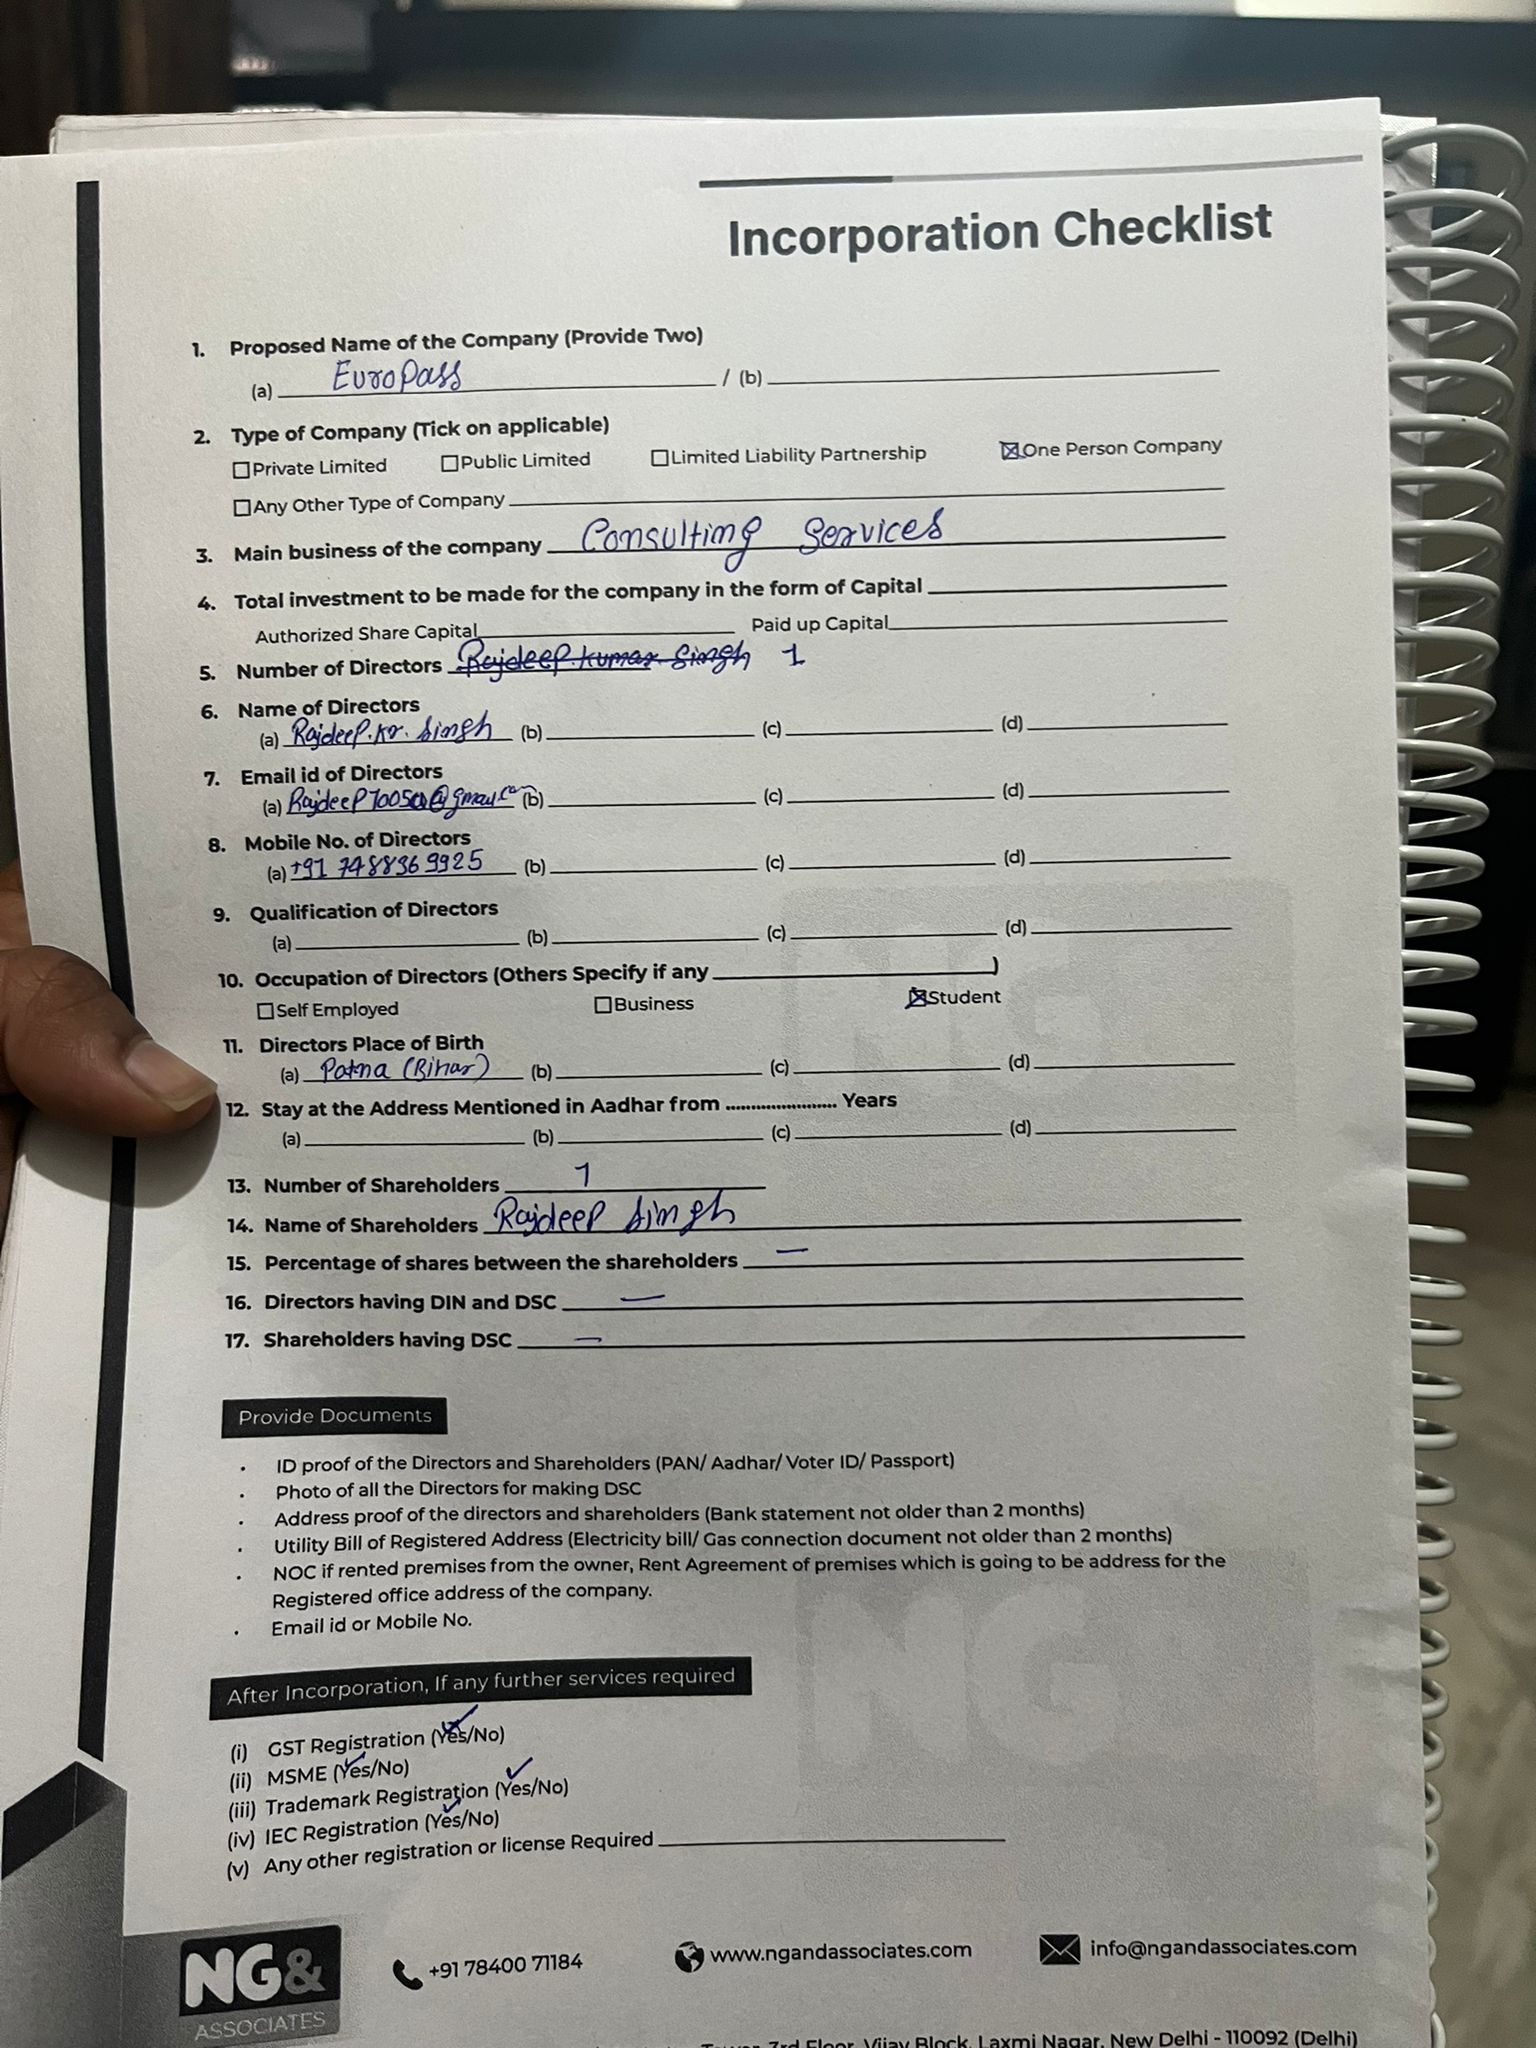 Incorporation Checklist
1. Proposed Name of the Company (Provide Two)
(a) EuroPass / (b)
2. Type of Company (Tick on applicable)
☐ Private Limited ☐ Public Limited ☐ Limited Liability Partnership ☒ One Person Company
☐ Any Other Type of Company
3. Main business of the company Consulting Services
4. Total investment to be made for the company in the form of Capital
Authorized Share Capital Paid up Capital
5. Number of Directors Rajdeep. Kumar. Singh 1
6. Name of Directors
(a) Rajdeep. Kr. Singh (b) (c) (d)
7. Email id of Directors
(a) (b) (c) (d)
8. Mobile No. of Directors
(a) +91 7488369925 (b) (c) (d)
9. Qualification of Directors
(a) (b) (c) (d)
10. Occupation of Directors (Others Specify if any )
☐ Self Employed ☐ Business ☒ Student
11. Directors Place of Birth
(a) Patna (Bihar) (b) (c) (d)
12. Stay at the Address Mentioned in Aadhar from ...................... Years
(a) (b) (c) (d)
13. Number of Shareholders 1
14. Name of Shareholders Rajdeep Singh
15. Percentage of shares between the shareholders —
16. Directors having DIN and DSC —
17. Shareholders having DSC —
Provide Documents
• ID proof of the Directors and Shareholders (PAN/ Aadhar/ Voter ID/ Passport)
• Photo of all the Directors for making DSC
• Address proof of the directors and shareholders (Bank statement not older than 2 months)
• Utility Bill of Registered Address (Electricity bill/ Gas connection document not older than 2 months)
• NOC if rented premises from the owner, Rent Agreement of premises which is going to be address for the
Registered office address of the company.
• Email id or Mobile No.
After Incorporation, If any further services required
(i) GST Registration (Yes/No)
(ii) MSME (Yes/No)
(iii) Trademark Registration (Yes/No)
(iv) IEC Registration (Yes/No)
(v) Any other registration or license Required
NG&
ASSOCIATES
+91 78400 71184 www.ngandassociates.com info@ngandassociates.com
Tower, 3rd Floor, Vijay Block, Laxmi Nagar, New Delhi - 110092 (Delhi)